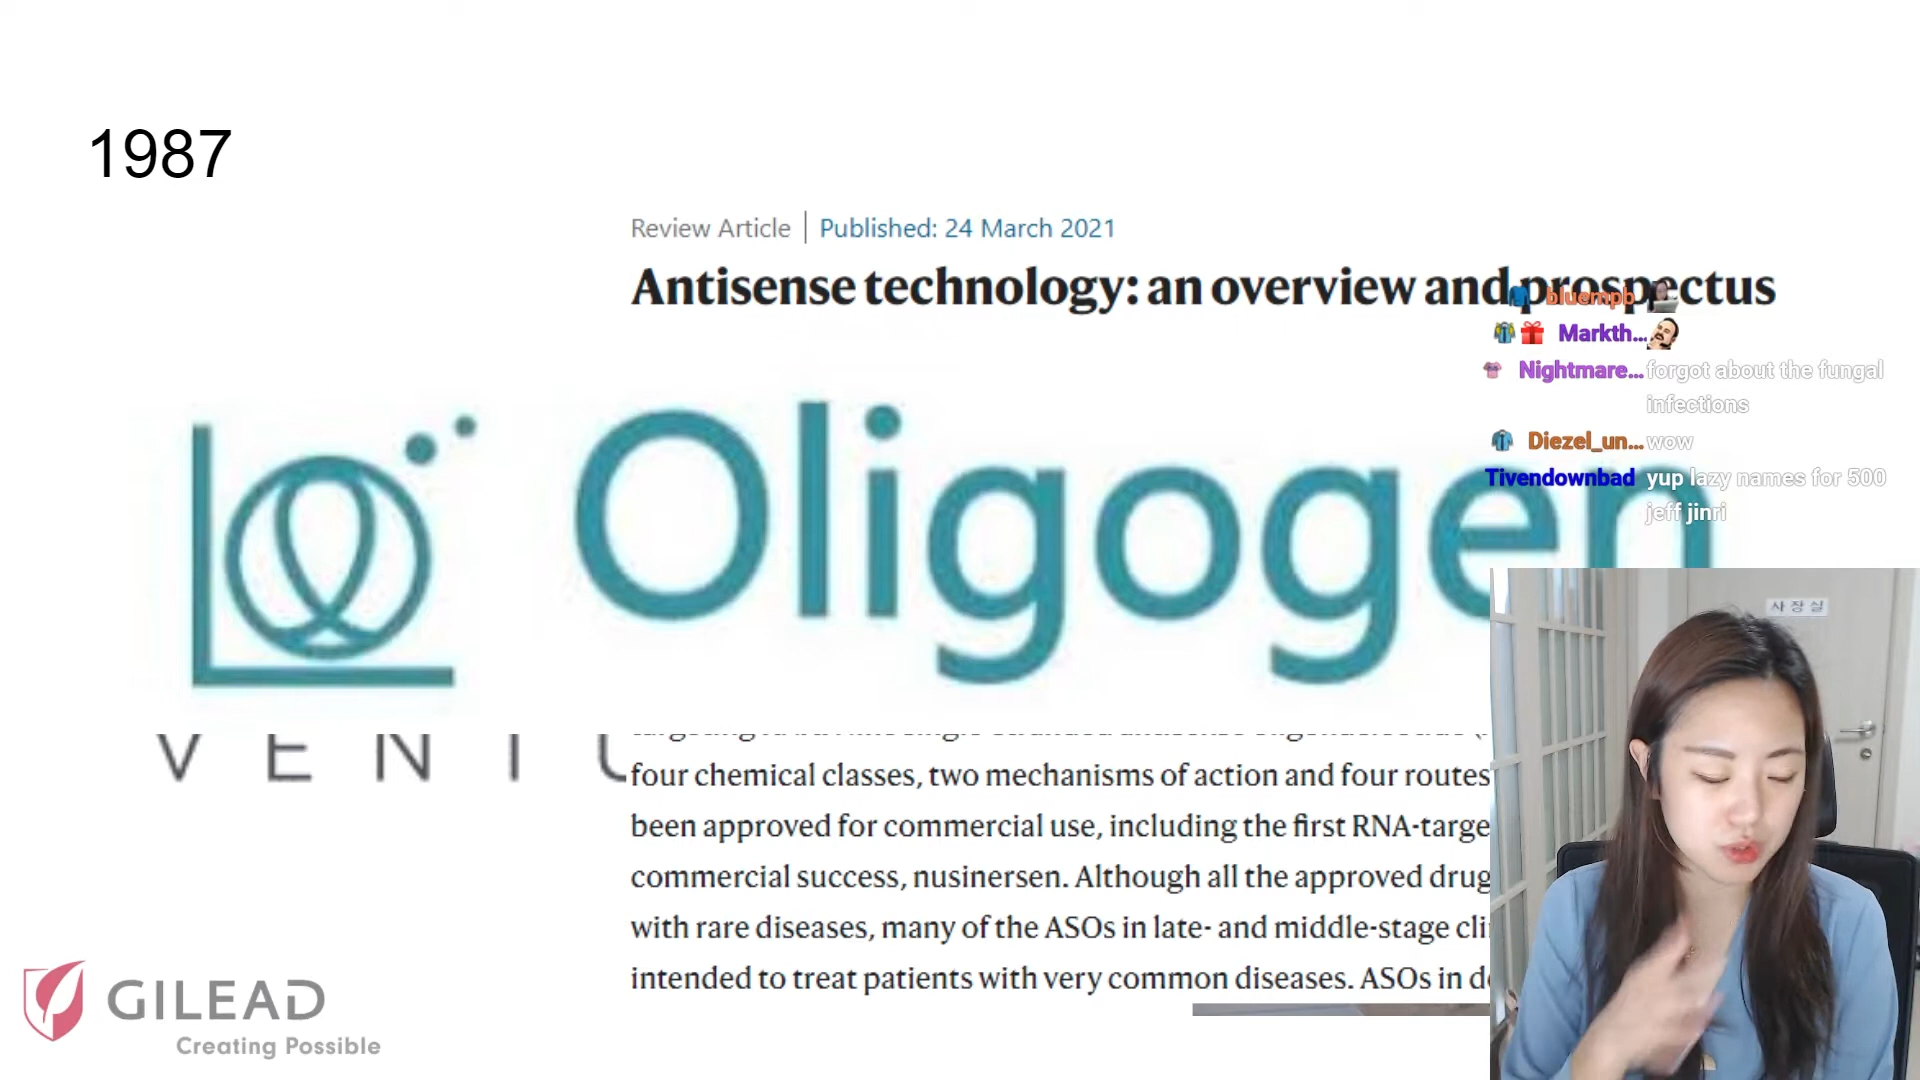 1987
Review Article | Published: 24 March 2021
Antisense technology: an overview and prospectus
bluempb
Markth...
Nightmare... forgot about the fungal
infections
Diezel_un... wow
Tivendownbad yup lazy names for 500
jeff jinri
Oligogen
사장실
V E N T U
four chemical classes, two mechanisms of action and four routes
been approved for commercial use, including the first RNA-targe
commercial success, nusinersen. Although all the approved drug
with rare diseases, many of the ASOs in late- and middle-stage cli
intended to treat patients with very common diseases. ASOs in d
GILEAD
Creating Possible